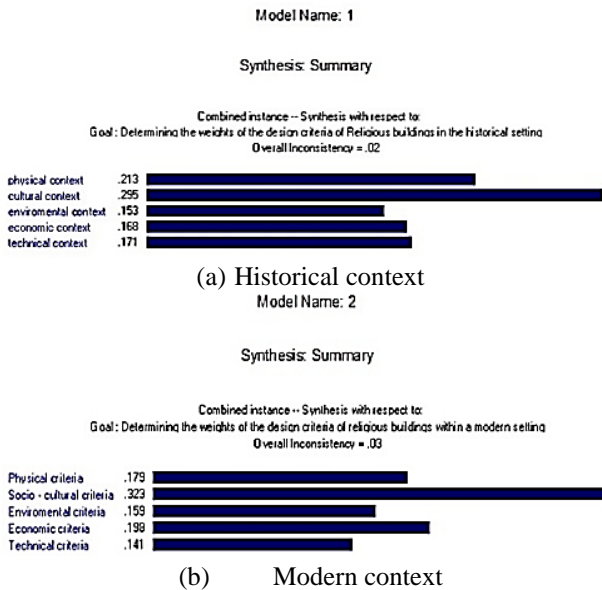 Model Name: 1
Synthesis: Summary
Combined instance -- Synthesis with respect to:
Goal: Determining the weights of the design criteria of Religious buildings in the historical setting
Overall Inconsistency = .02
physical context .213
cultural context .295
enviromental context .153
economic context .168
technical context .171
(a) Historical context
Model Name: 2
Synthesis: Summary
Combined instance -- Synthesis with respect to:
Goal: Determining the weights of the design criteria of religious buildings within a modern setting
Overall Inconsistency = .03
Physical criteria .179
Socio - cultural criteria .323
Enviromental criteria .159
Economic criteria .198
Technical criteria .141
(b) Modern context